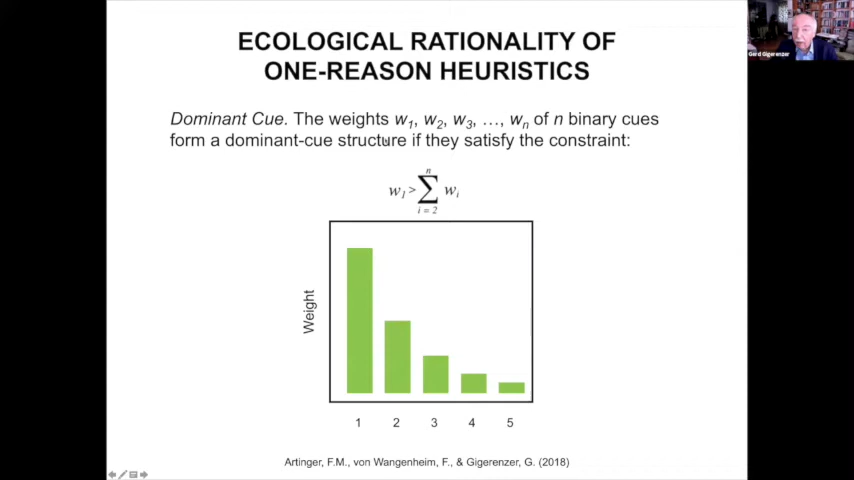 ECOLOGICAL RATIONALITY OF
ONE-REASON HEURISTICS
Gerd Gigerenzer
Dominant Cue. The weights w1, w2, w3, …, wn of n binary cues
form a dominant-cue structure if they satisfy the constraint:
w1 > ∑ i = 2 n wi
Weight
1 2 3 4 5
Artinger, F.M., von Wangenheim, F., & Gigerenzer, G. (2018)